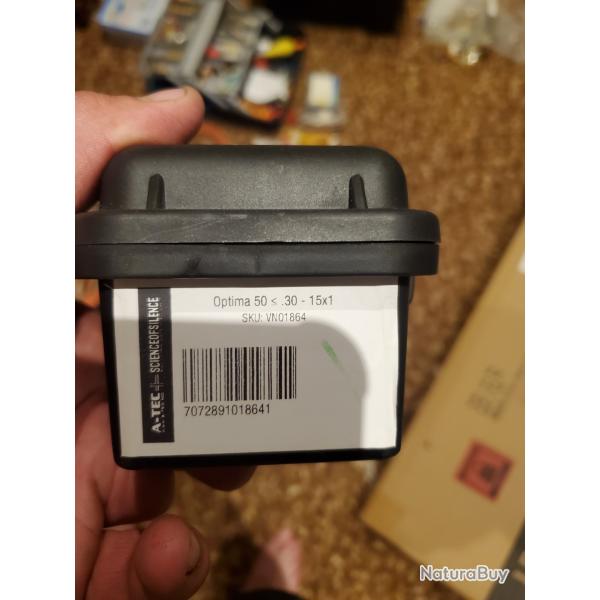 Optima 50 ≤ .30 - 15x1
SKU: VN01864
A-TEC SCIENCEOFSILENCE
7072891018641
NaturaBuy